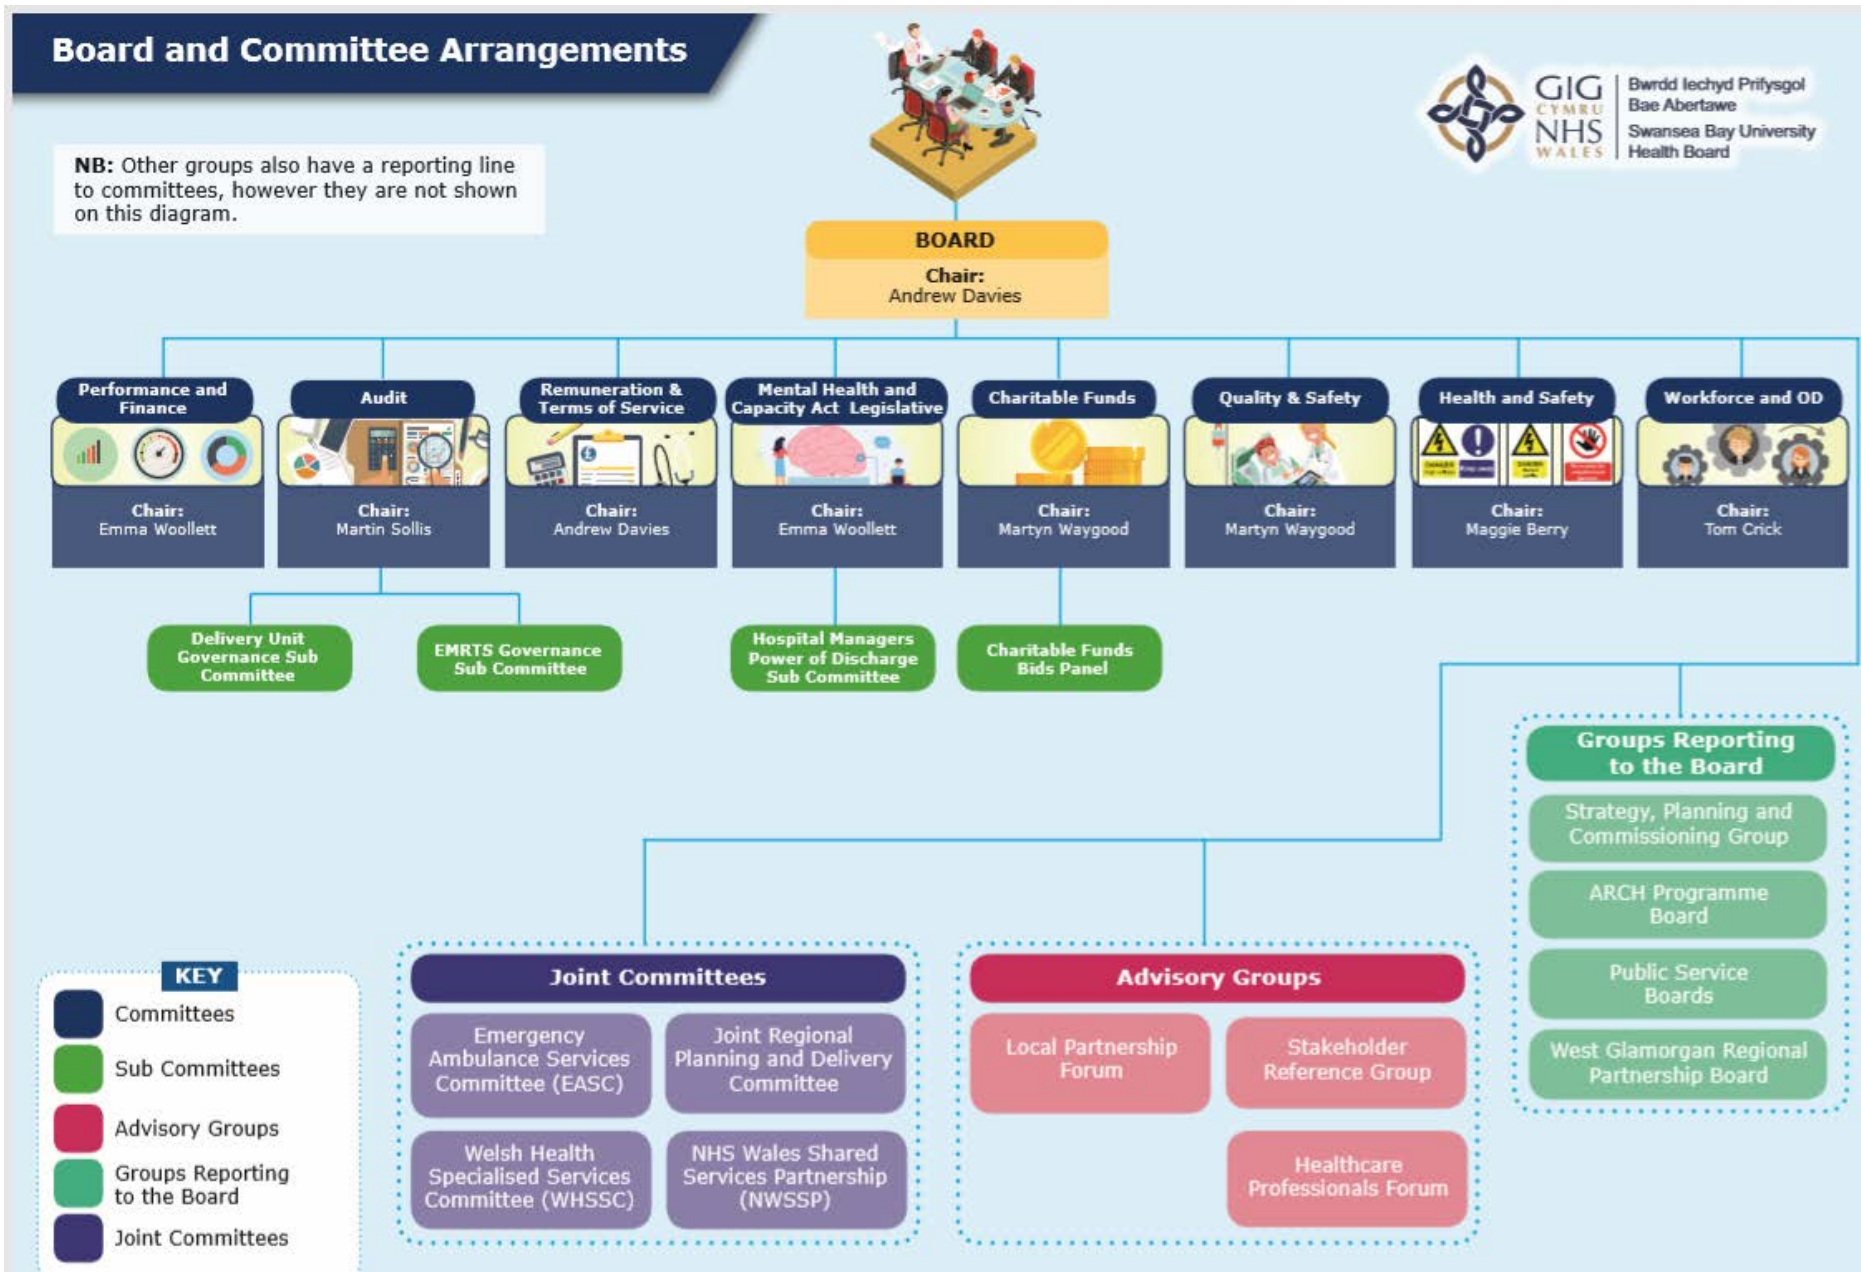 Board and Committee Arrangements
GIG
CYMRU
NHS
WALES
Bwrdd Iechyd Prifysgol
Bae Abertawe
Swansea Bay University
Health Board
NB: Other groups also have a reporting line
to committees, however they are not shown
on this diagram.
BOARD
Chair:
Andrew Davies
Performance and
Finance
Chair:
Emma Woollett
Audit
Chair:
Martin Sollis
Remuneration &
Terms of Service
£
Chair:
Andrew Davies
Mental Health and
Capacity Act Legislative
Chair:
Emma Woollett
Charitable Funds
Chair:
Martyn Waygood
Quality & Safety
Chair:
Martyn Waygood
Health and Safety
Chair:
Maggie Berry
Workforce and OD
Chair:
Tom Crick
Delivery Unit
Governance Sub
Committee
EMRTS Governance
Sub Committee
Hospital Managers
Power of Discharge
Sub Committee
Charitable Funds
Bids Panel
Groups Reporting
to the Board
Strategy, Planning and
Commissioning Group
ARCH Programme
Board
Public Service
Boards
West Glamorgan Regional
Partnership Board
Joint Committees
Emergency
Ambulance Services
Committee (EASC)
Joint Regional
Planning and Delivery
Committee
Welsh Health
Specialised Services
Committee (WHSSC)
NHS Wales Shared
Services Partnership
(NWSSP)
Advisory Groups
Local Partnership
Forum
Stakeholder
Reference Group
Healthcare
Professionals Forum
KEY
Committees
Sub Committees
Advisory Groups
Groups Reporting
to the Board
Joint Committees